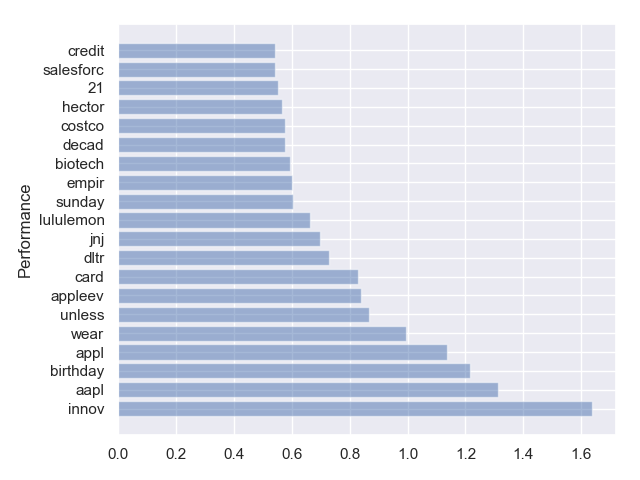 credit
salesforc
21
hector
costco
decad
biotech
empir
sunday
lululemon
jnj
dltr
card
appleev
unless
wear
appl
birthday
aapl
innov
Performance
0.0 0.2 0.4 0.6 0.8 1.0 1.2 1.4 1.6